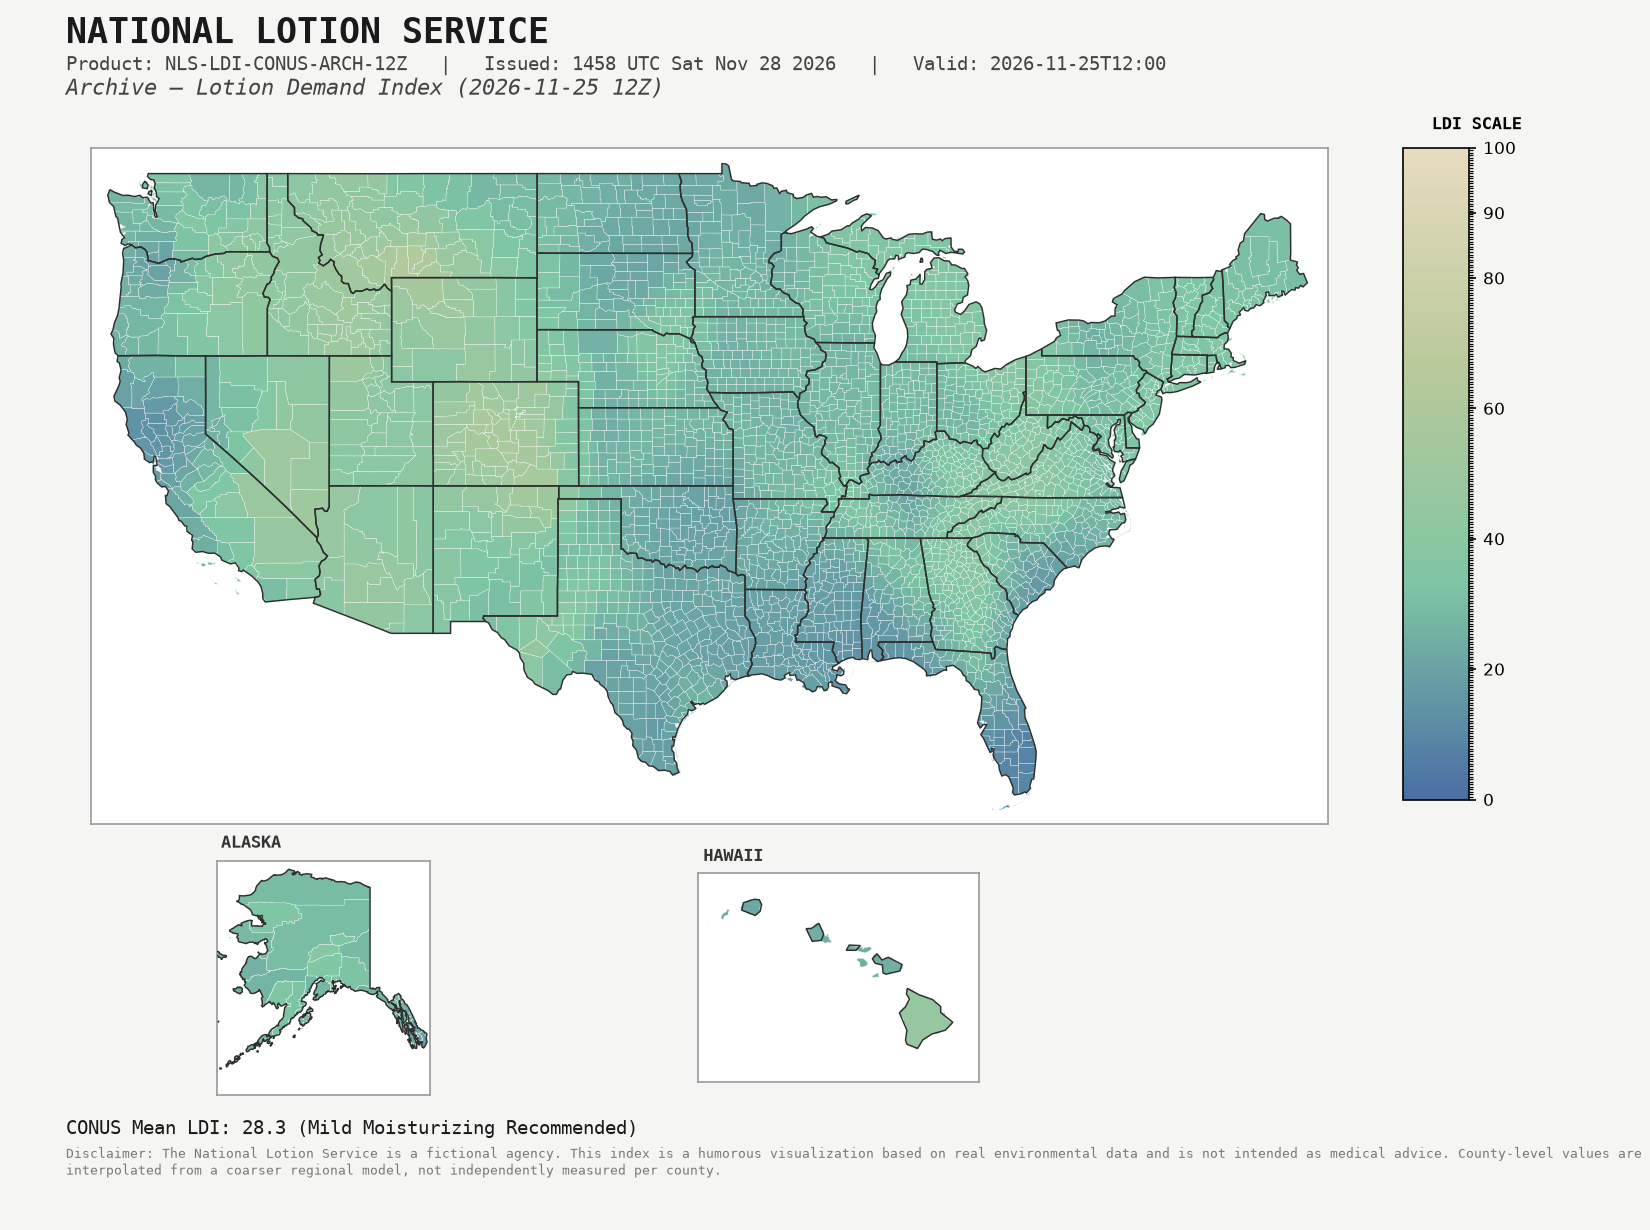 NATIONAL LOTION SERVICE
Product: NLS-LDI-CONUS-ARCH-12Z | Issued: 1458 UTC Sat Nov 28 2026 | Valid: 2026-11-25T12:00
Archive — Lotion Demand Index (2026-11-25 12Z)
LDI SCALE
100
90
80
70
60
50
40
30
20
10
0
ALASKA
HAWAII
CONUS Mean LDI: 28.3 (Mild Moisturizing Recommended)
Disclaimer: The National Lotion Service is a fictional agency. This index is a humorous visualization based on real environmental data and is not intended as medical advice. County-level values are
interpolated from a coarser regional model, not independently measured per county.